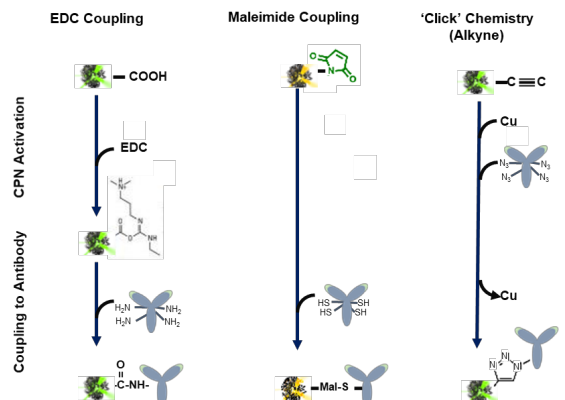 EDC Coupling
Maleimide Coupling
‘Click’ Chemistry
(Alkyne)
CPN Activation
Coupling to Antibody
COOH
EDC
H
N+
N
O
O
NH
H₂N
NH₂
H₂N
NH₂
O
C-NH-
O
N
O
HS
SH
HS
SH
Mal-S
C≡C
Cu
N₃
N₃
N₃
N₃
Cu
N
N
N